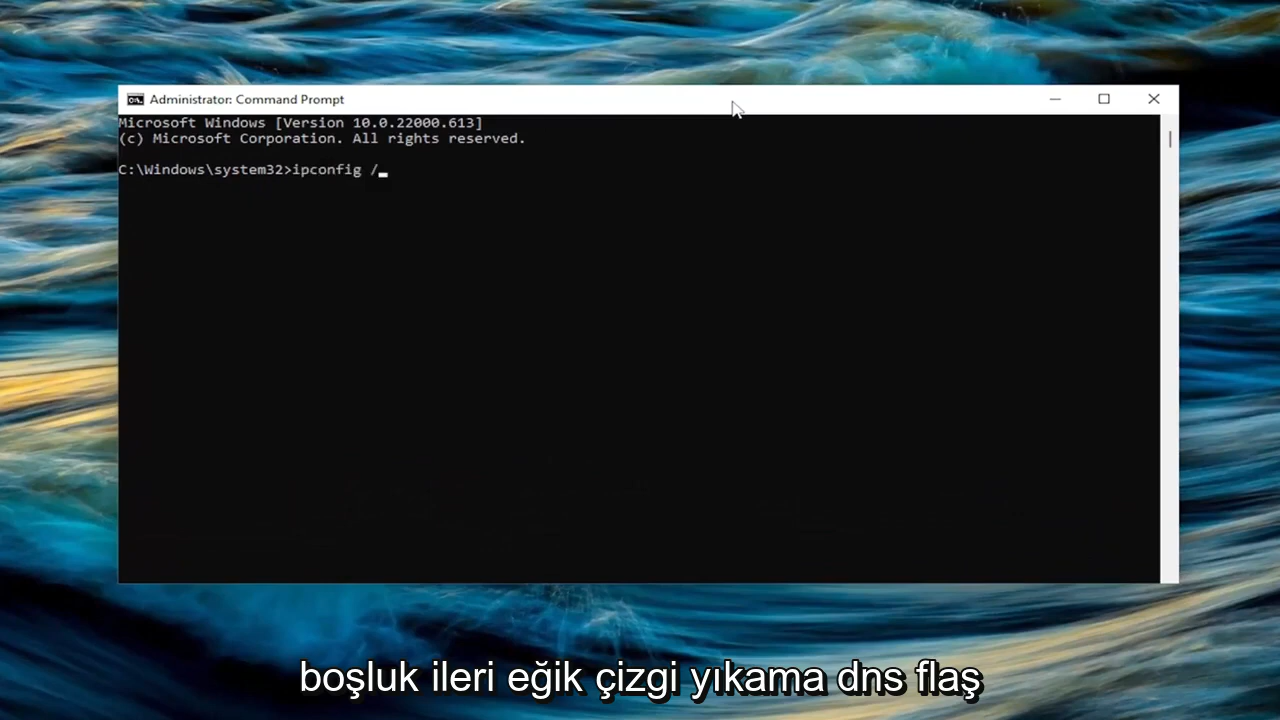 Administrator: Command Prompt
Microsoft Windows [Version 10.0.22000.613]
(c) Microsoft Corporation. All rights reserved.
C:\Windows\system32>ipconfig /
boşluk ileri eğik çizgi yıkama dns flaş